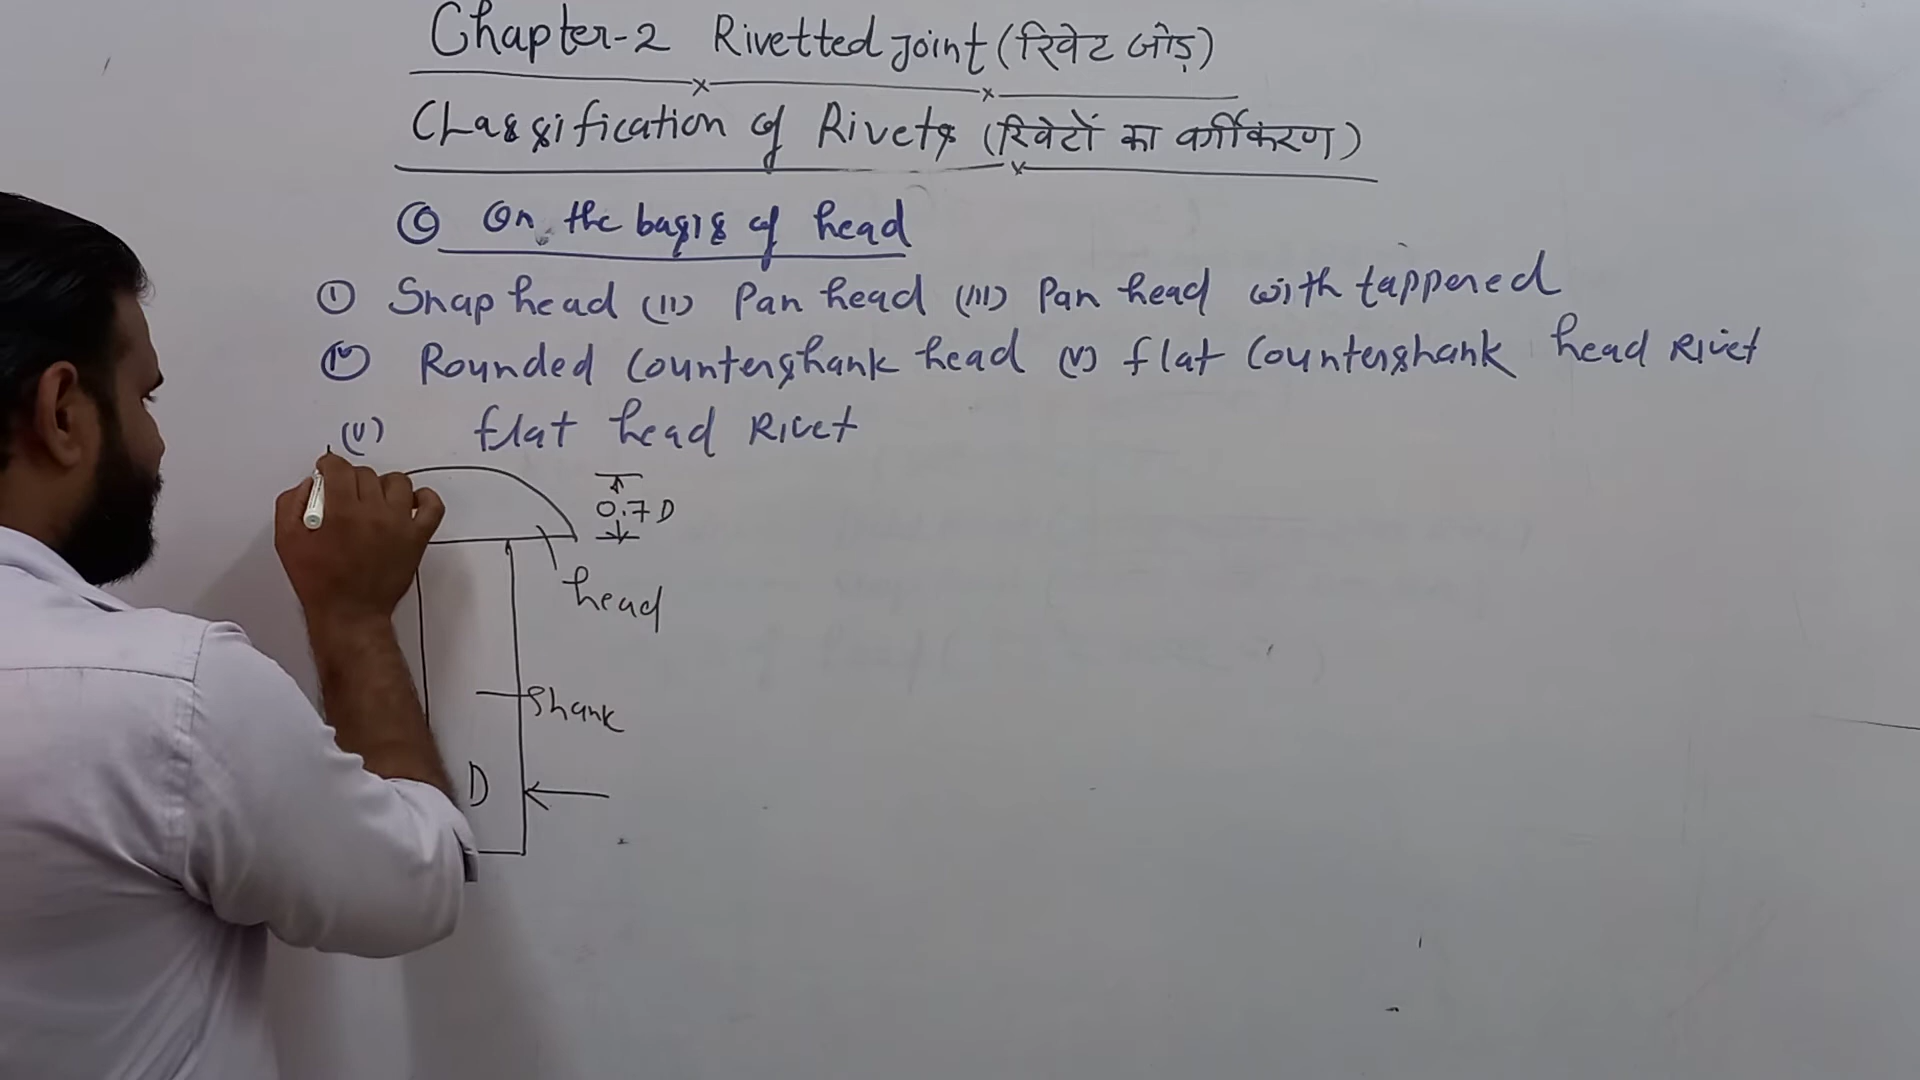 Chapter-2 Rivetted joint (रिवेट जोड़)
Classification of Rivets (रिवेटों का वर्गीकरण)
© On the basis of head
① Snap head (II) Pan head (III) Pan head with tappered
(IV) Rounded Countershank head (V) flat Countershank head Rivet
(V) flat head Rivet
0.7 D
head
Shank
D